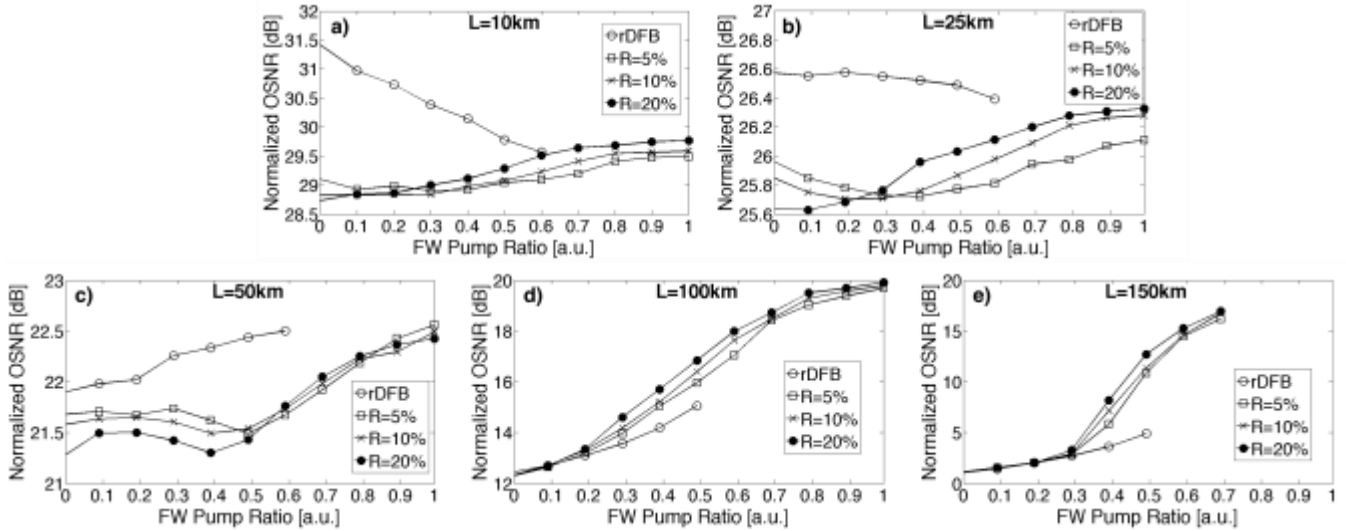 a) L=10km
Normalized OSNR [dB]
32
31.5
31
30.5
30
29.5
29
28.5
0 0.1 0.2 0.3 0.4 0.5 0.6 0.7 0.8 0.9 1
FW Pump Ratio [a.u.]
rDFB
R=5%
R=10%
R=20%
b) L=25km
Normalized OSNR [dB]
27
26.8
26.6
26.4
26.2
26
25.8
25.6
0 0.1 0.2 0.3 0.4 0.5 0.6 0.7 0.8 0.9 1
FW Pump Ratio [a.u.]
rDFB
R=5%
R=10%
R=20%
c) L=50km
Normalized OSNR [dB]
23
22.5
22
21.5
21
0 0.1 0.2 0.3 0.4 0.5 0.6 0.7 0.8 0.9 1
FW Pump Ratio [a.u.]
rDFB
R=5%
R=10%
R=20%
d) L=100km
Normalized OSNR [dB]
20
18
16
14
12
0 0.1 0.2 0.3 0.4 0.5 0.6 0.7 0.8 0.9 1
FW Pump Ratio [a.u.]
rDFB
R=5%
R=10%
R=20%
e) L=150km
Normalized OSNR [dB]
20
15
10
5
0
0 0.1 0.2 0.3 0.4 0.5 0.6 0.7 0.8 0.9 1
FW Pump Ratio [a.u.]
rDFB
R=5%
R=10%
R=20%